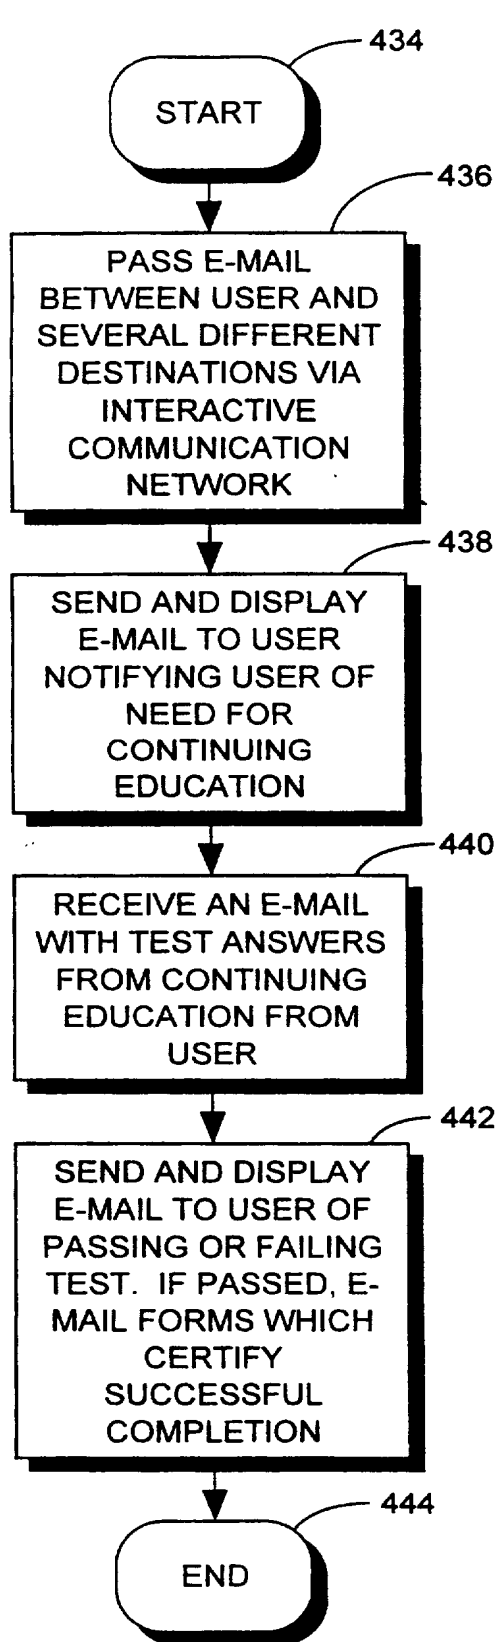 434
START
436
PASS E-MAIL
BETWEEN USER AND
SEVERAL DIFFERENT
DESTINATIONS VIA
INTERACTIVE
COMMUNICATION
NETWORK
438
SEND AND DISPLAY
E-MAIL TO USER
NOTIFYING USER OF
NEED FOR
CONTINUING
EDUCATION
440
RECEIVE AN E-MAIL
WITH TEST ANSWERS
FROM CONTINUING
EDUCATION FROM
USER
442
SEND AND DISPLAY
E-MAIL TO USER OF
PASSING OR FAILING
TEST. IF PASSED, E-
MAIL FORMS WHICH
CERTIFY
SUCCESSFUL
COMPLETION
444
END